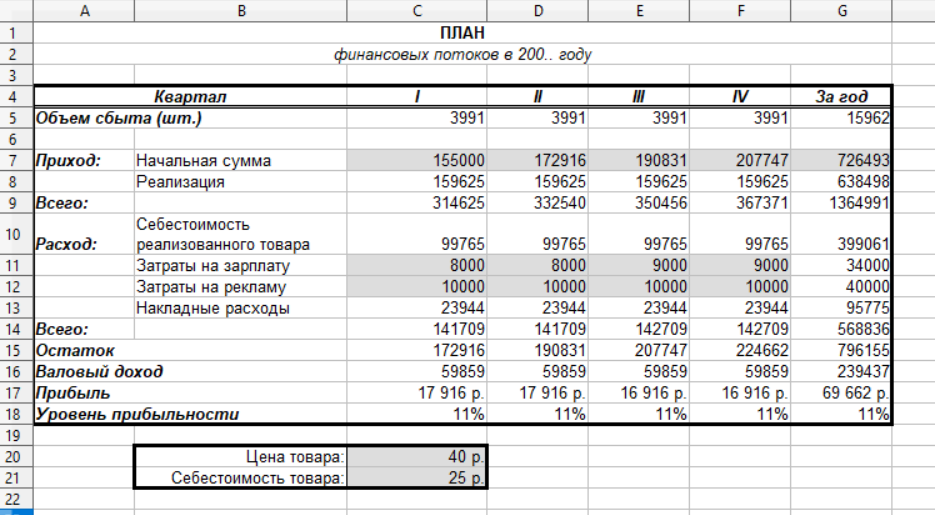 A B C D E F G
1 ПЛАН
2 финансовых потоков в 200.. году
3
4 Квартал I II III IV За год
5 Объем сбыта (шт.) 3991 3991 3991 3991 15962
6
7 Приход: Начальная сумма 155000 172916 190831 207747 726493
8 Реализация 159625 159625 159625 159625 638498
9 Всего: 314625 332540 350456 367371 1364991
Себестоимость
10 Расход: реализованного товара 99765 99765 99765 99765 399061
11 Затраты на зарплату 8000 8000 9000 9000 34000
12 Затраты на рекламу 10000 10000 10000 10000 40000
13 Накладные расходы 23944 23944 23944 23944 95775
14 Всего: 141709 141709 142709 142709 568836
15 Остаток 172916 190831 207747 224662 796155
16 Валовый доход 59859 59859 59859 59859 239437
17 Прибыль 17 916 р. 17 916 р. 16 916 р. 16 916 р. 69 662 р.
18 Уровень прибыльности 11% 11% 11% 11% 11%
19
20 Цена товара: 40 р.
21 Себестоимость товара: 25 р.
22